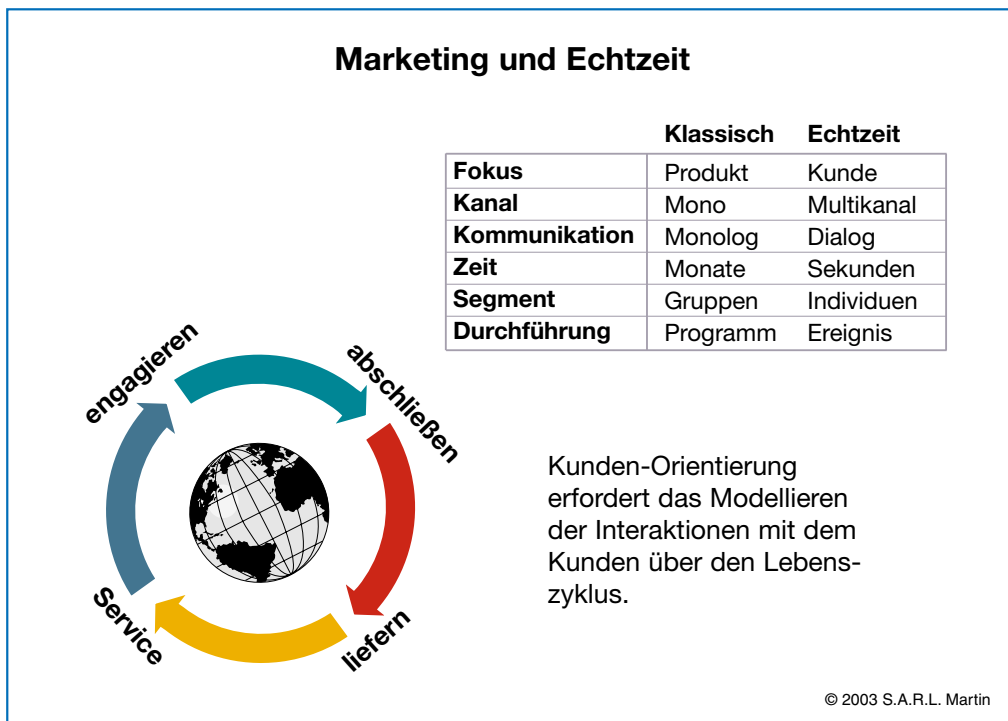 Marketing und Echtzeit
Klassisch Echtzeit
Fokus Produkt Kunde
Kanal Mono Multikanal
Kommunikation Monolog Dialog
Zeit Monate Sekunden
Segment Gruppen Individuen
Durchführung Programm Ereignis
engagieren
abschließen
liefern
Service
Kunden-Orientierung
erfordert das Modellieren
der Interaktionen mit dem
Kunden über den Lebens-
zyklus.
© 2003 S.A.R.L. Martin